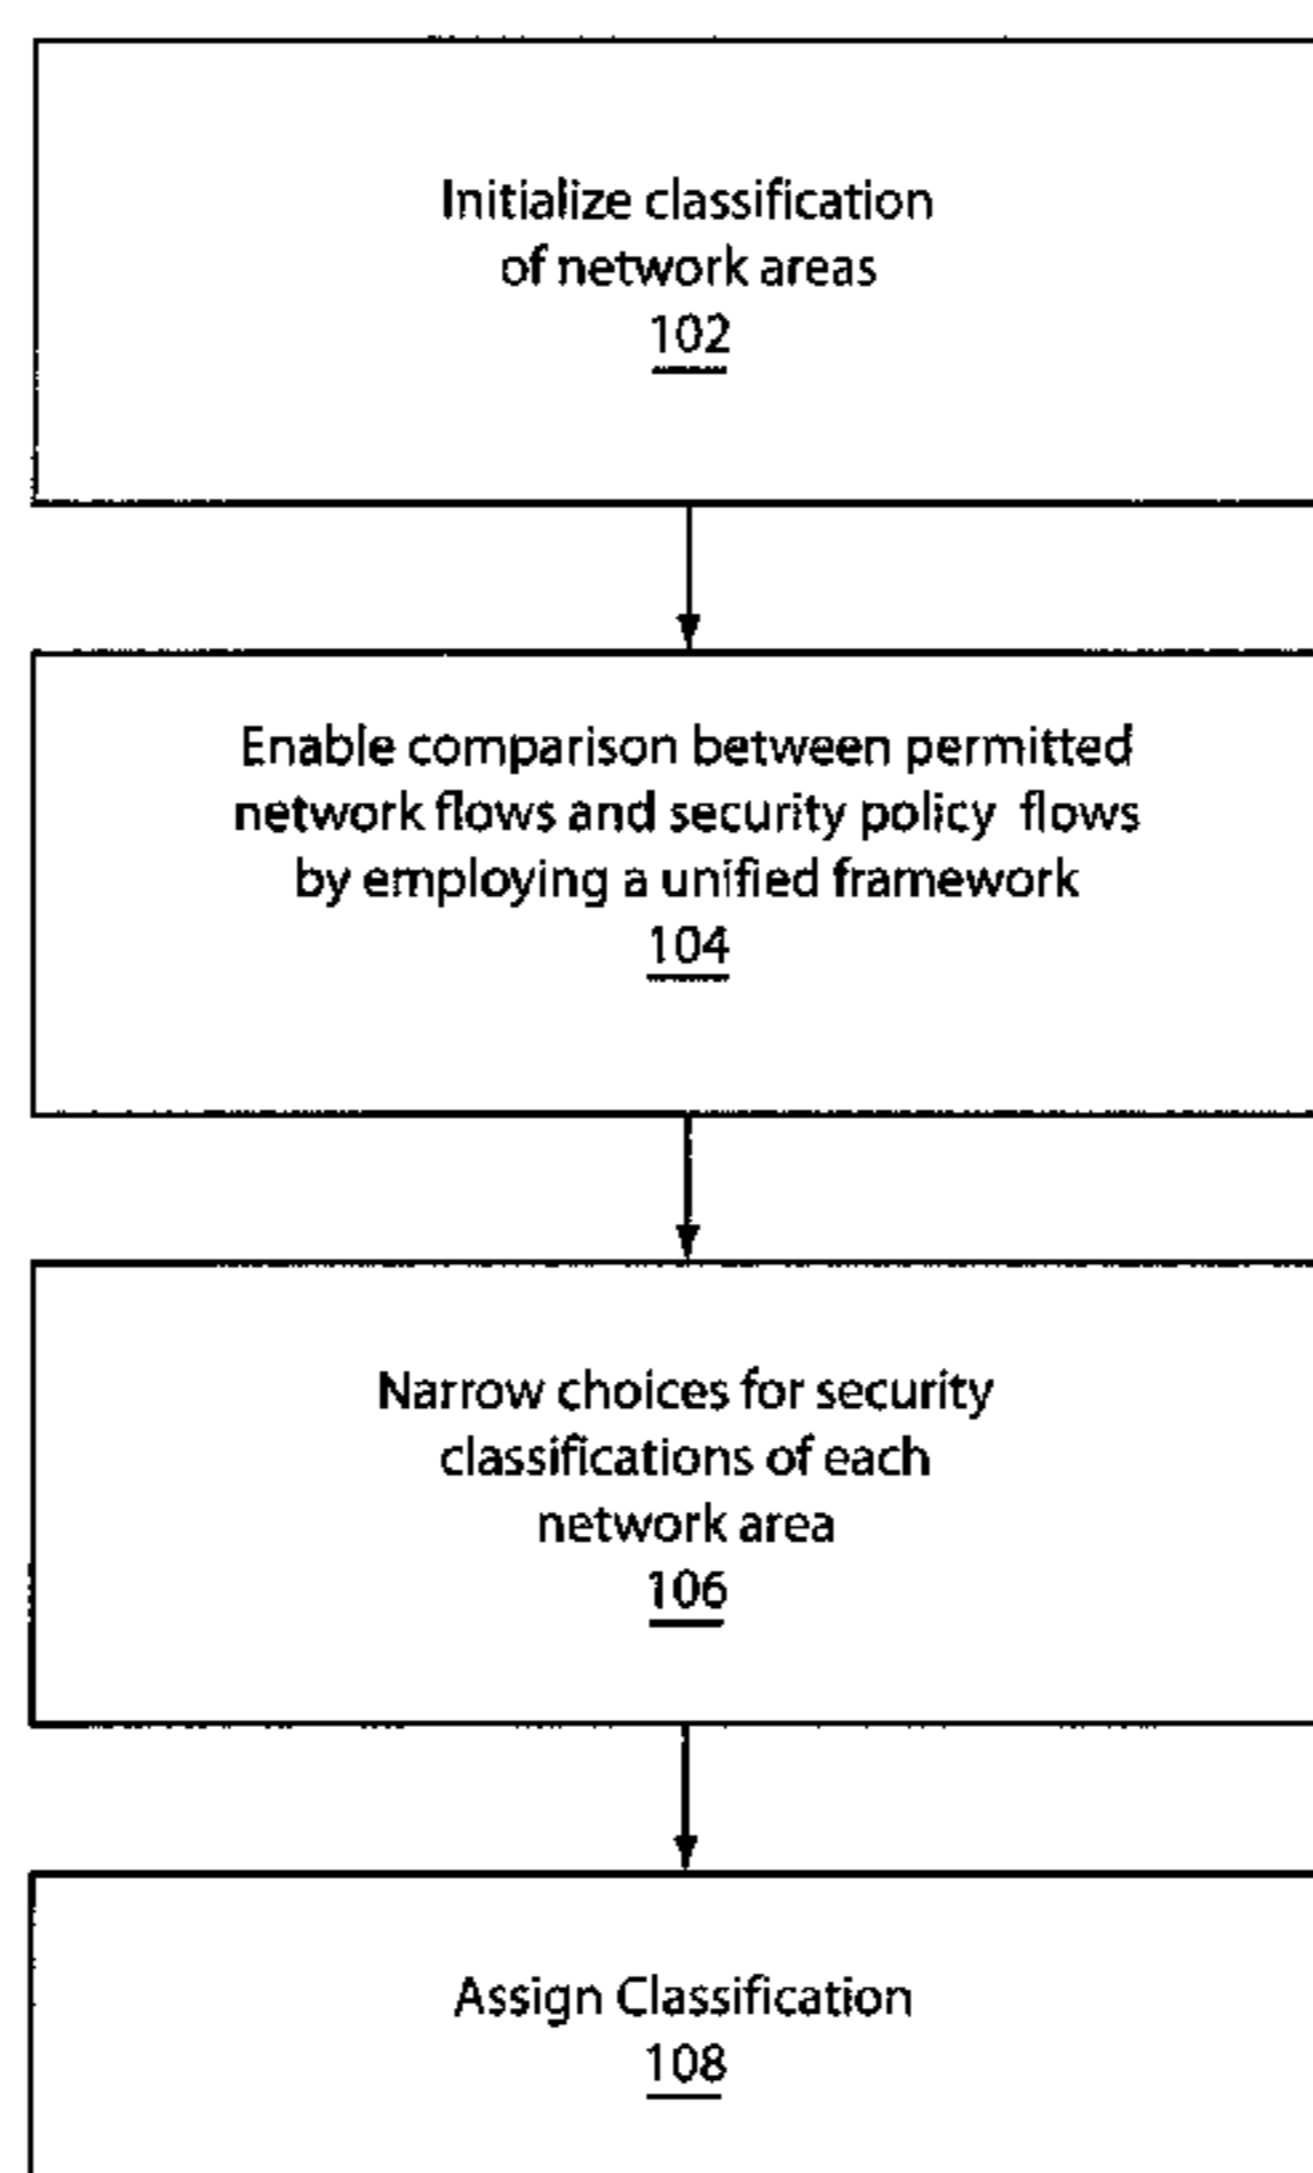 Initialize classification
of network areas
102
Enable comparison between permitted
network flows and security policy flows
by employing a unified framework
104
Narrow choices for security
classifications of each
network area
106
Assign Classification
108